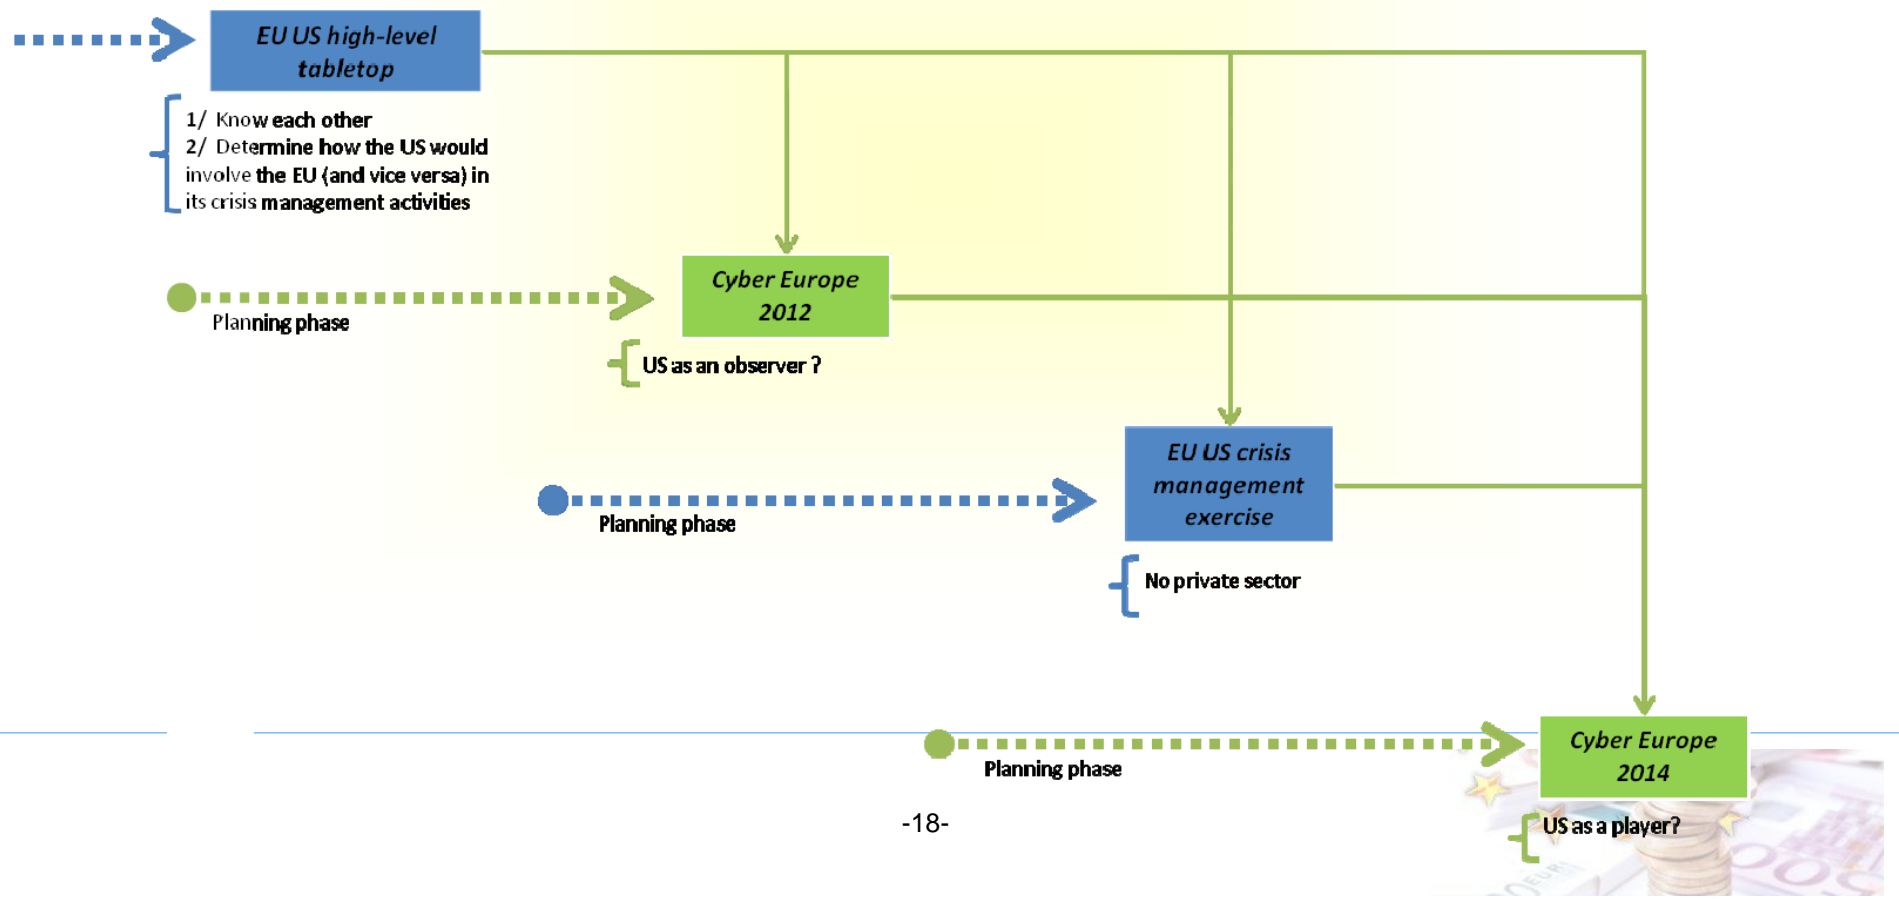 EU US high-level
tabletop
1/ Know each other
2/ Determine how the US would
involve the EU (and vice versa) in
its crisis management activities
Cyber Europe
2012
Planning phase
US as an observer ?
EU US crisis
management
exercise
Planning phase
No private sector
Cyber Europe
2014
Planning phase
-18-
US as a player?
EURO